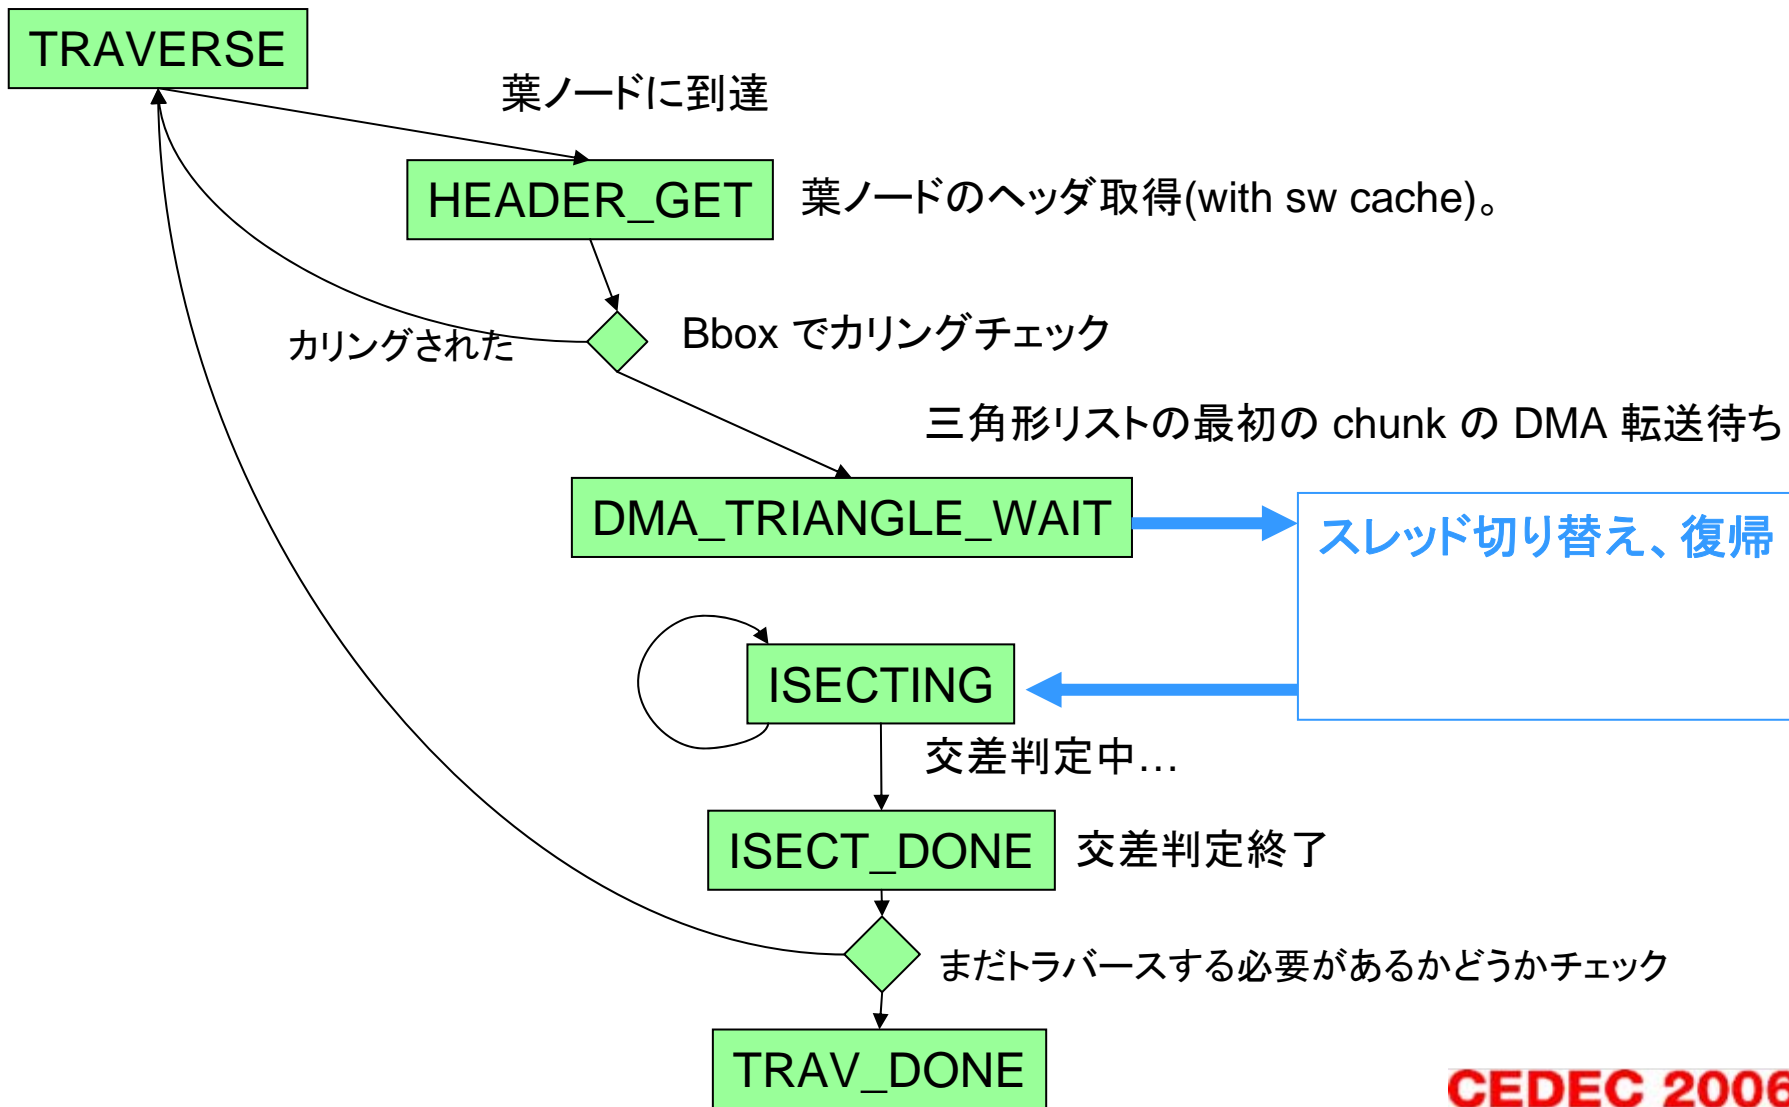 TRAVERSE
葉ノードに到達
HEADER_GET
葉ノードのヘッダ取得(with sw cache)。
カリングされた
Bbox でカリングチェック
三角形リストの最初の chunk の DMA 転送待ち
DMA_TRIANGLE_WAIT
スレッド切り替え、復帰
ISECTING
交差判定中…
ISECT_DONE
交差判定終了
まだトラバースする必要があるかどうかチェック
TRAV_DONE
CEDEC 2006